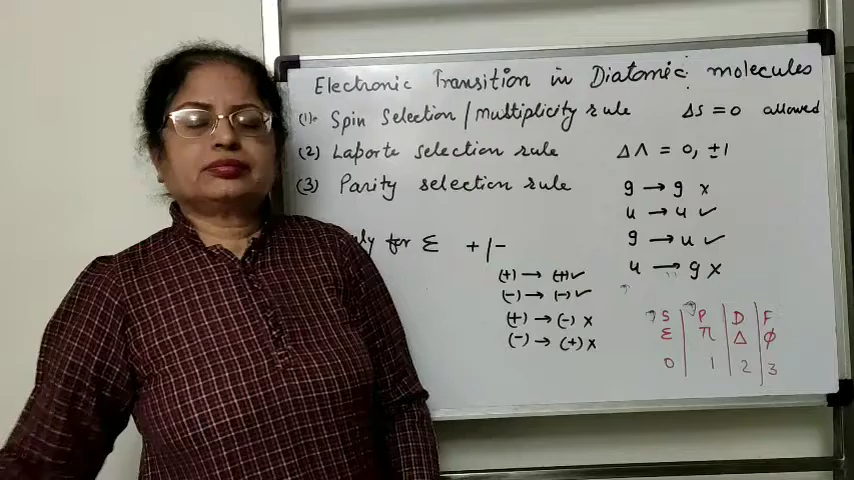 Electronic Transition in Diatomic molecules
(1) Spin Selection / multiplicity rule ΔS = 0 allowed
(2) Laporte selection rule ΔΛ = 0, ±1
(3) Parity selection rule
g → g x
u → u ✓
g → u ✓
u → g x
for Σ +/-
(+) → (+) ✓
(-) → (-) ✓
(+) → (-) x
(-) → (+) x
S | P | D | F
Σ | π | Δ | φ
0 | 1 | 2 | 3